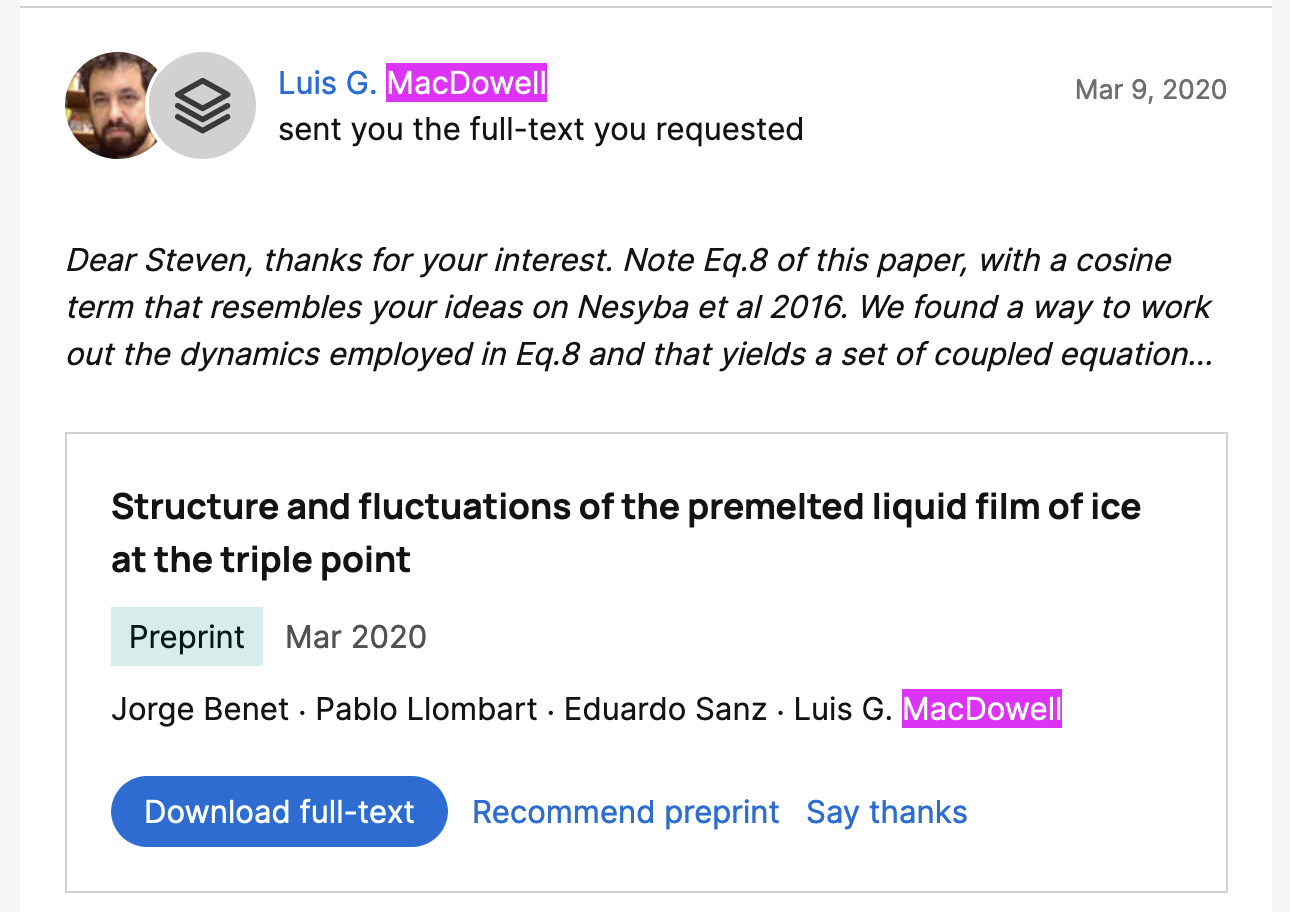 Luis G. MacDowell
Mar 9, 2020
sent you the full-text you requested
Dear Steven, thanks for your interest. Note Eq.8 of this paper, with a cosine
term that resembles your ideas on Nesyba et al 2016. We found a way to work
out the dynamics employed in Eq.8 and that yields a set of coupled equation...
Structure and fluctuations of the premelted liquid film of ice
at the triple point
Preprint Mar 2020
Jorge Benet · Pablo Llombart · Eduardo Sanz · Luis G. MacDowell
Download full-text Recommend preprint Say thanks